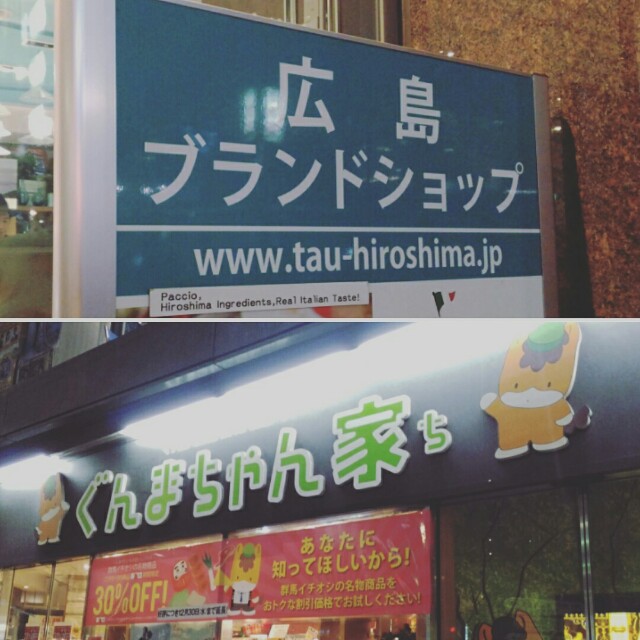 広島
ブランドショップ
www.tau-hiroshima.jp
Paccio,
Hiroshima Ingredients,Real Italian Taste!
ぐんまちゃん家ち
30%OFF!
あなたに
知ってほしいから!
群馬イチオシの名物商品を
おトクな割引価格でお試しください!